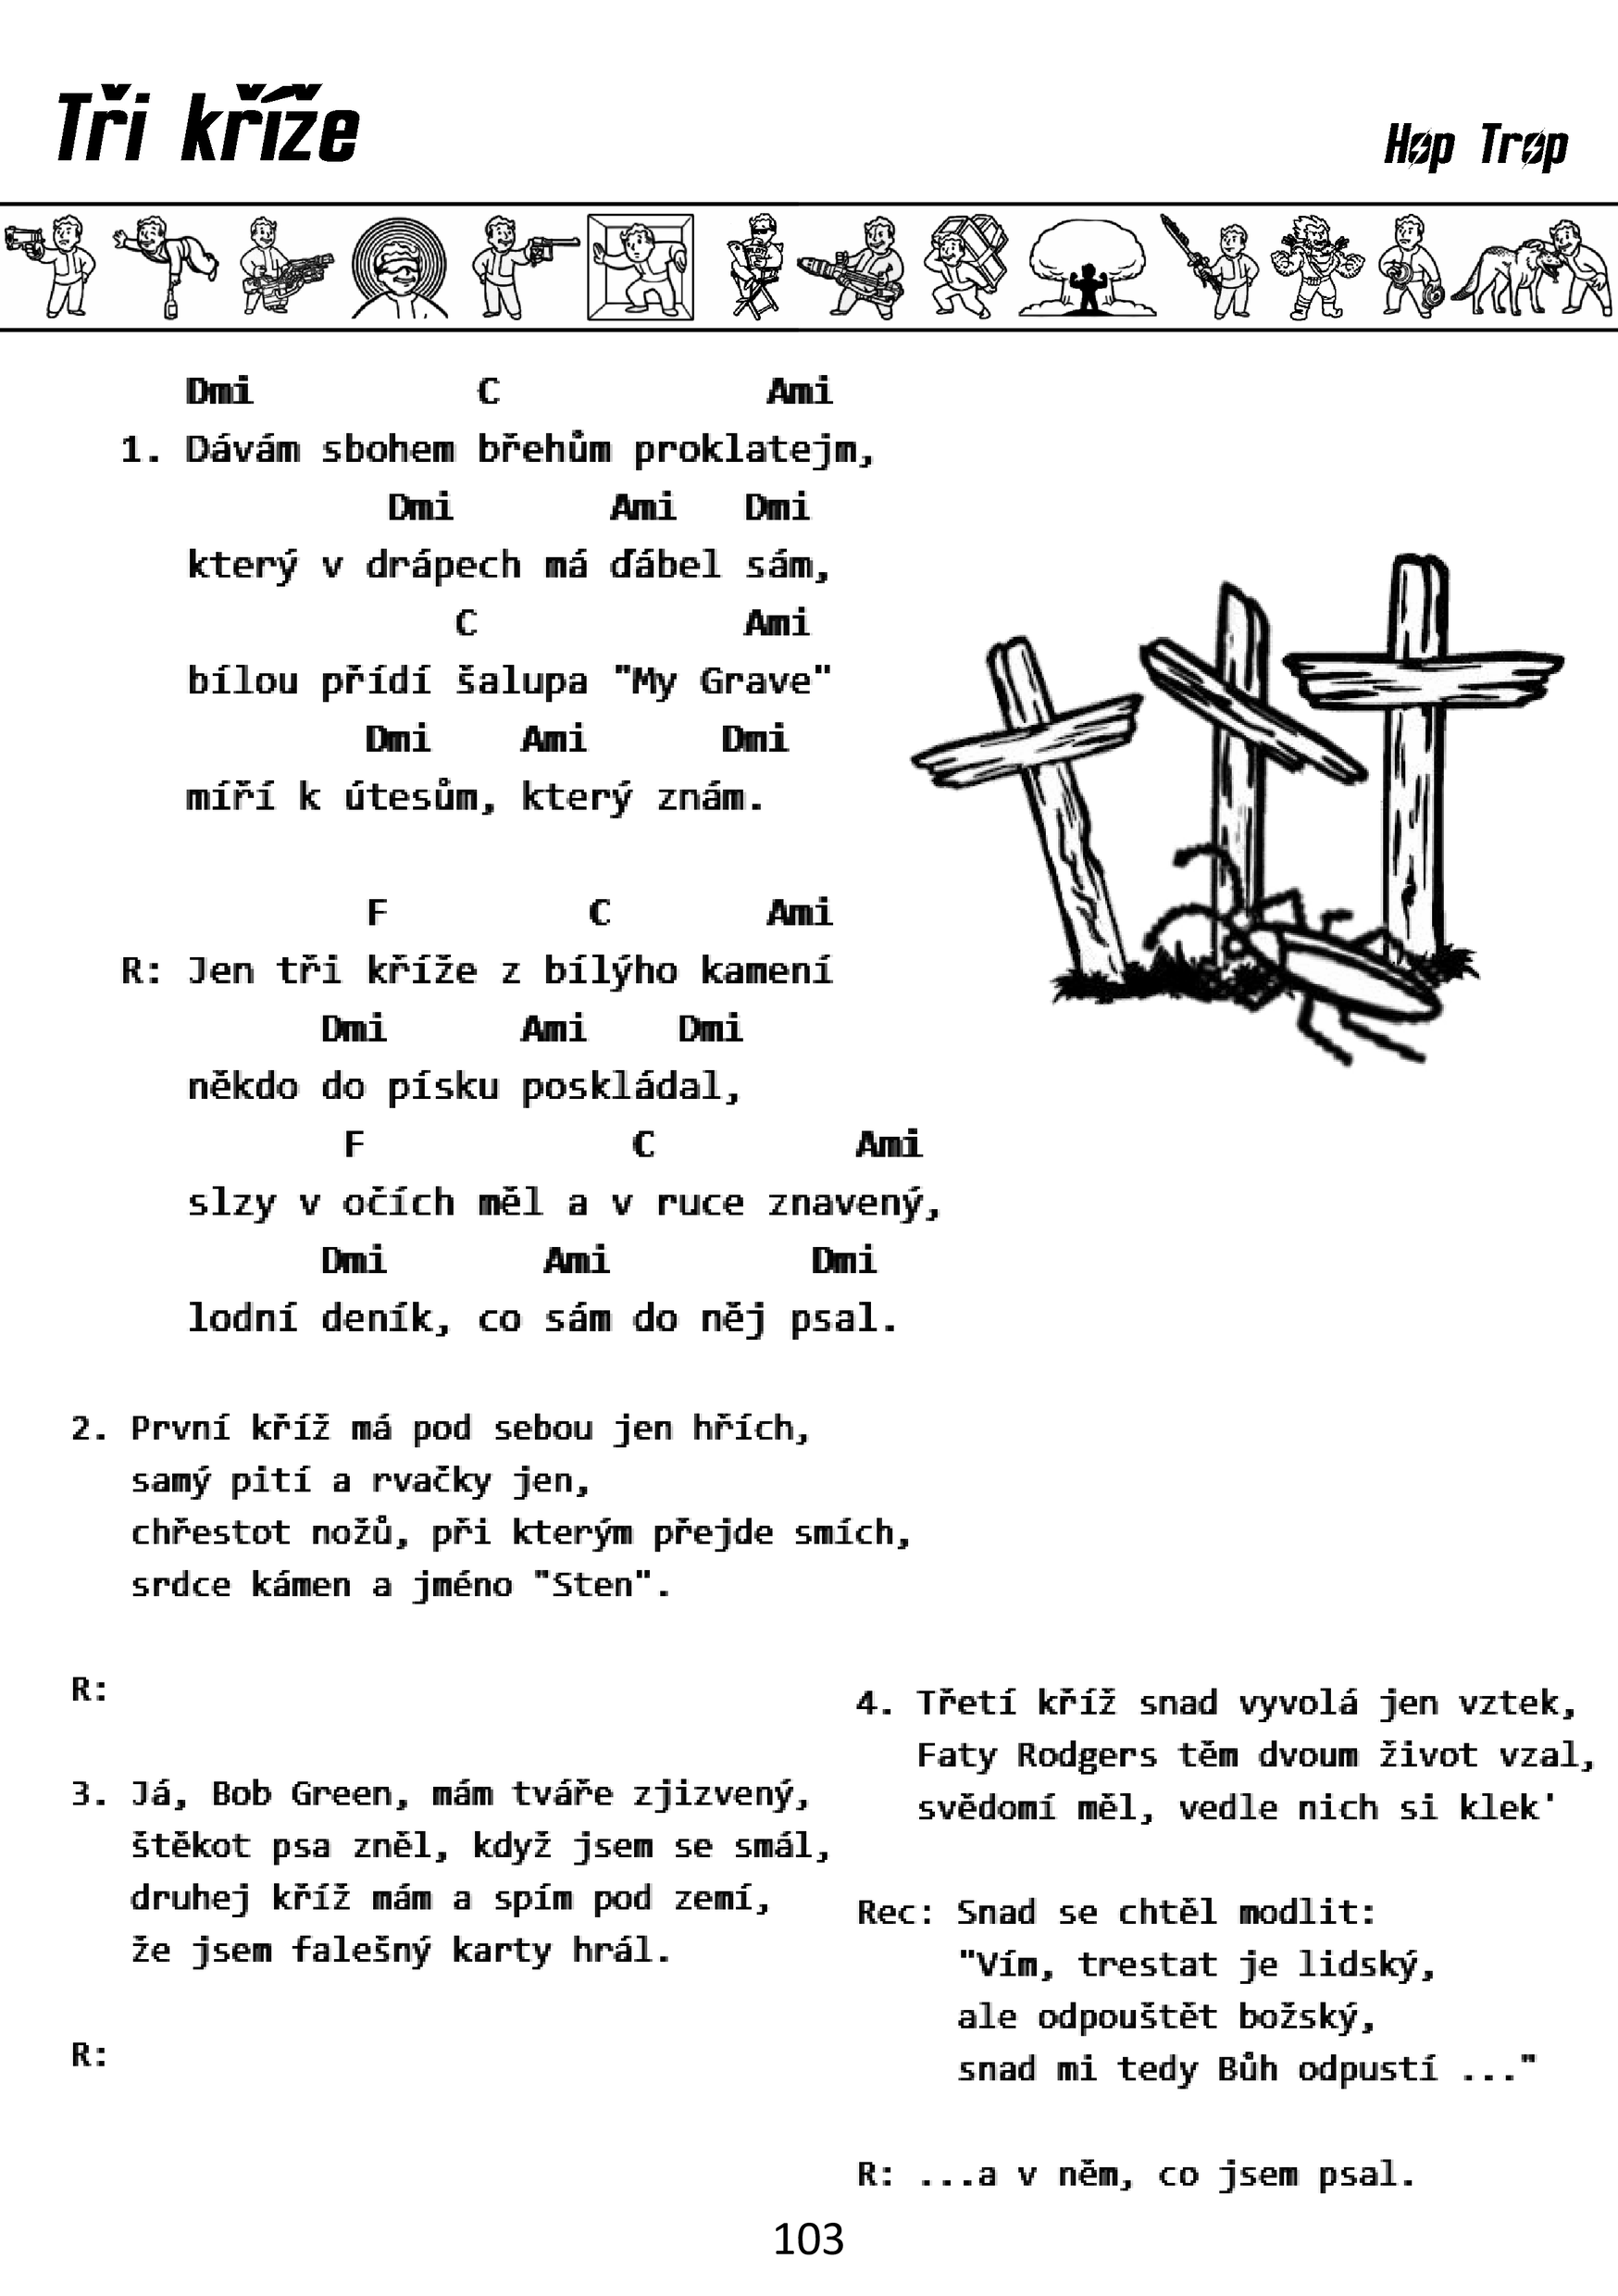 Tři kříže
Hop Trop
Dmi C Ami
1. Dávám sbohem břehům proklatejm,
Dmi Ami Dmi
který v drápech má ďábel sám,
C Ami
bílou přídí šalupa "My Grave"
Dmi Ami Dmi
míří k útesům, který znám.
F C Ami
R: Jen tři kříže z bílýho kamení
Dmi Ami Dmi
někdo do písku poskládal,
F C Ami
slzy v očích měl a v ruce znavený,
Dmi Ami Dmi
lodní deník, co sám do něj psal.
2. První kříž má pod sebou jen hřích,
samý pití a rvačky jen,
chřestot nožů, při kterým přejde smích,
srdce kámen a jméno "Sten".
R:
3. Já, Bob Green, mám tváře zjizvený,
štěkot psa zněl, když jsem se smál,
druhej kříž mám a spím pod zemí,
že jsem falešný karty hrál.
R:
4. Třetí kříž snad vyvolá jen vztek,
Faty Rodgers těm dvoum život vzal,
svědomí měl, vedle nich si klek'
Rec: Snad se chtěl modlit:
"Vím, trestat je lidský,
ale odpouštět božský,
snad mi tedy Bůh odpustí ..."
R: ...a v něm, co jsem psal.
103